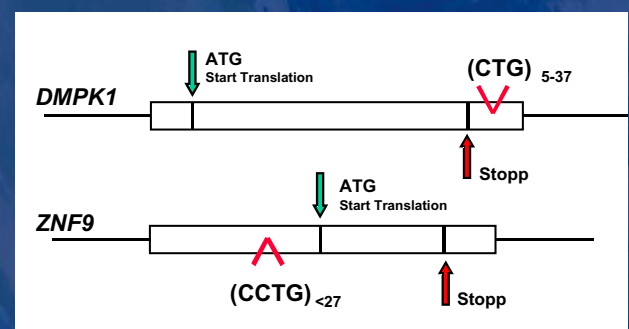 ATG
Start Translation
(CTG) 5-37
DMPK1
Stopp
ATG
Start Translation
ZNF9
(CCTG) <27
Stopp